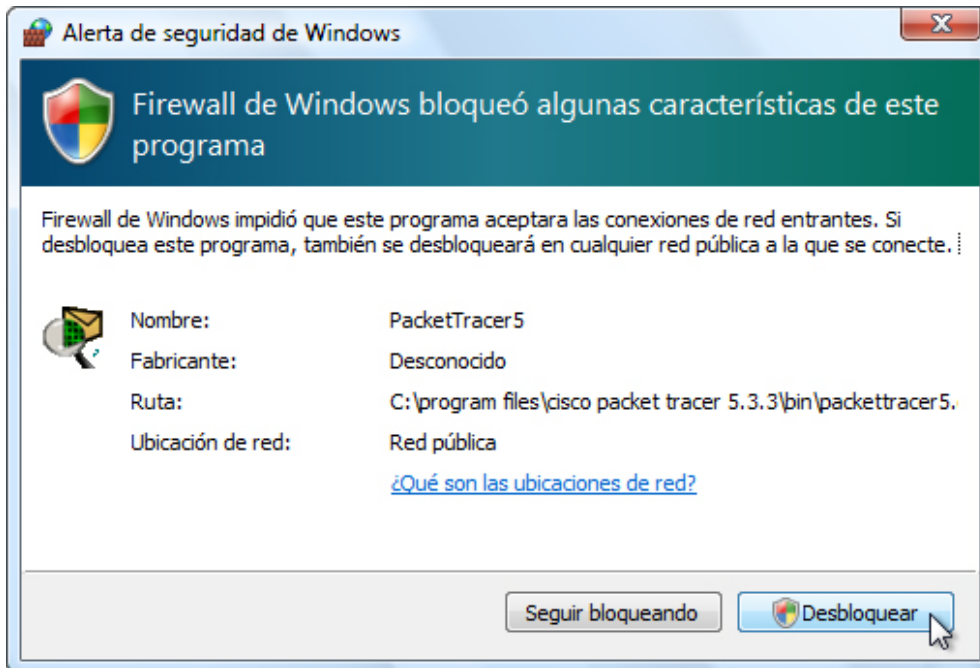 Alerta de seguridad de Windows
Firewall de Windows bloqueó algunas características de este
programa
Firewall de Windows impidió que este programa aceptara las conexiones de red entrantes. Si
desbloquea este programa, también se desbloqueará en cualquier red pública a la que se conecte.
Nombre: PacketTracer5
Fabricante: Desconocido
Ruta: C:\program files\cisco packet tracer 5.3.3\bin\packettracer5.
Ubicación de red: Red pública
¿Qué son las ubicaciones de red?
Seguir bloqueando Desbloquear